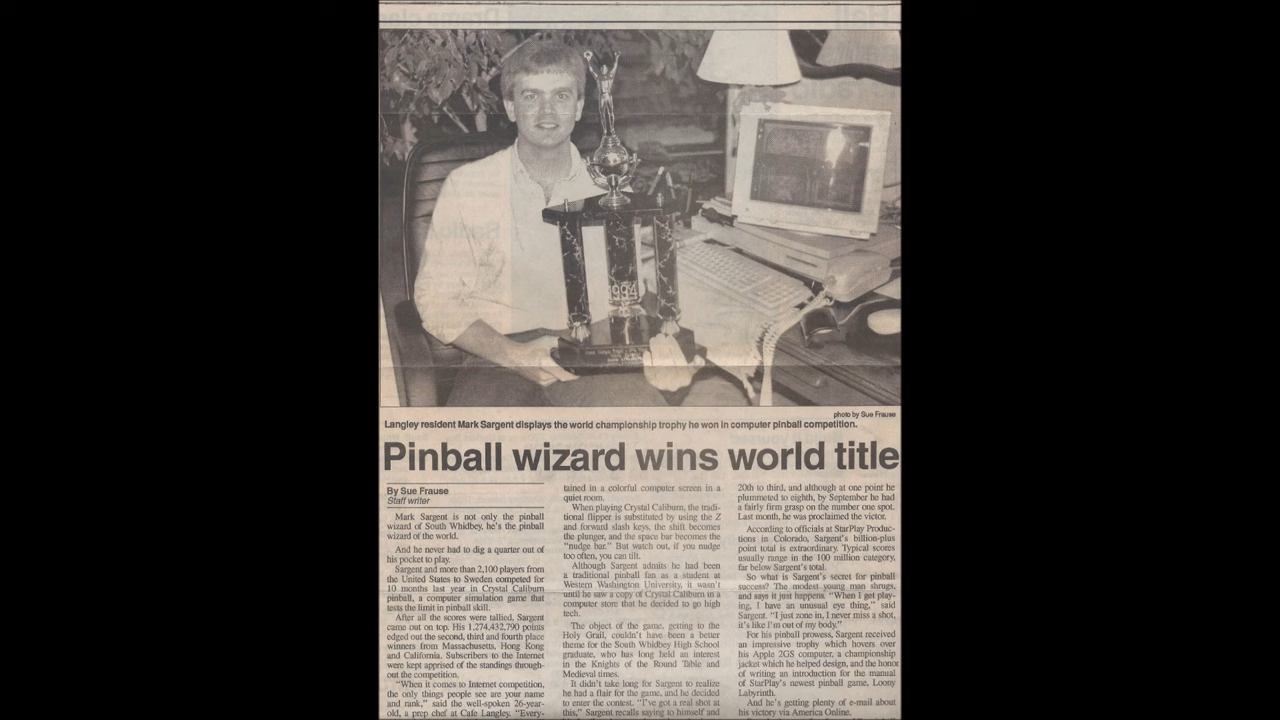 1994
photo by Sue Frause
Langley resident Mark Sargent displays the world championship trophy he won in computer pinball competition.
Pinball wizard wins world title
By Sue Frause
Staff writer
Mark Sargent is not only the pinball
wizard of South Whidbey, he's the pinball
wizard of the world.
And he never had to dig a quarter out of
his pocket to play.
Sargent and more than 2,100 players from
the United States to Sweden competed for
10 months last year in Crystal Caliburn
pinball, a computer simulation game that
tests the limit in pinball skill.
After all the scores were tallied, Sargent
came out on top. His 1,274,432,790 points
edged out the second, third and fourth place
winners from Massachusetts, Hong Kong
and California. Subscribers to the Internet
were kept apprised of the standings through-
out the competition.
"When it comes to Internet competition,
the only things people see are your name
and rank," said the well-spoken 26-year-
old, a prep chef at Cafe Langley. "Every-
tained in a colorful computer screen in a
quiet room.
When playing Crystal Caliburn, the tradi-
tional flipper is substituted by using the Z
and forward slash keys, the shift becomes
the plunger, and the space bar becomes the
"nudge bar." But watch out, if you nudge
too often, you can tilt.
Although Sargent admits he had been
a traditional pinball fan as a student at
Western Washington University, it wasn't
until he saw a copy of Crystal Caliburn in a
computer store that he decided to go high
tech.
The object of the game, getting to the
Holy Grail, couldn't have been a better
theme for the South Whidbey High School
graduate, who has long held an interest
in the Knights of the Round Table and
Medieval times.
It didn't take long for Sargent to realize
he had a flair for the game, and he decided
to enter the contest. "I've got a real shot at
this," Sargent recalls saying to himself and
20th to third, and although at one point he
plummeted to eighth, by September he had
a fairly firm grasp on the number one spot.
Last month, he was proclaimed the victor.
According to officials at StarPlay Produc-
tions in Colorado, Sargent's billion-plus
point total is extraordinary. Typical scores
usually range in the 100 million category,
far below Sargent's total.
So what is Sargent's secret for pinball
success? The modest young man shrugs,
and says it just happens. "When I get play-
ing, I have an unusual eye thing," said
Sargent. "I just zone in, I never miss a shot,
it's like I'm out of my body."
For his pinball prowess, Sargent received
an impressive trophy which hovers over
his Apple 2GS computer, a championship
jacket which he helped design, and the honor
of writing an introduction for the manual
of StarPlay's newest pinball game, Loony
Labyrinth.
And he's getting plenty of e-mail about
his victory via America Online.